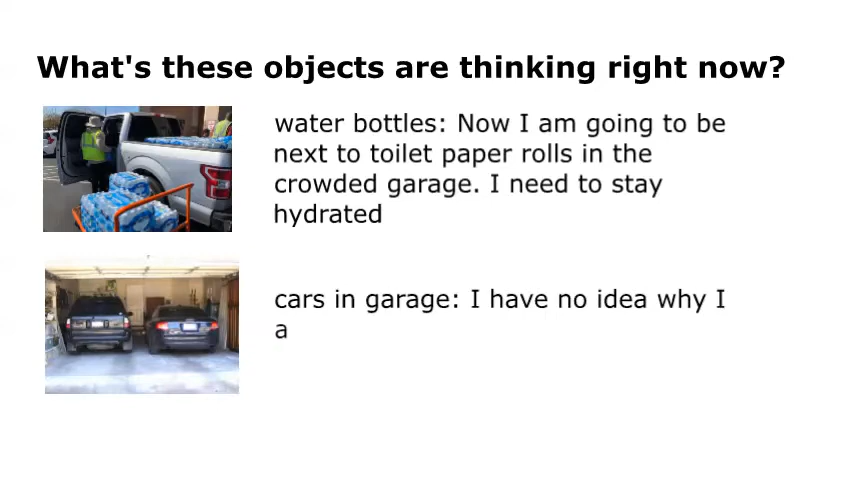 What's these objects are thinking right now?
water bottles: Now I am going to be
next to toilet paper rolls in the
crowded garage. I need to stay
hydrated
cars in garage: I have no idea why I
a